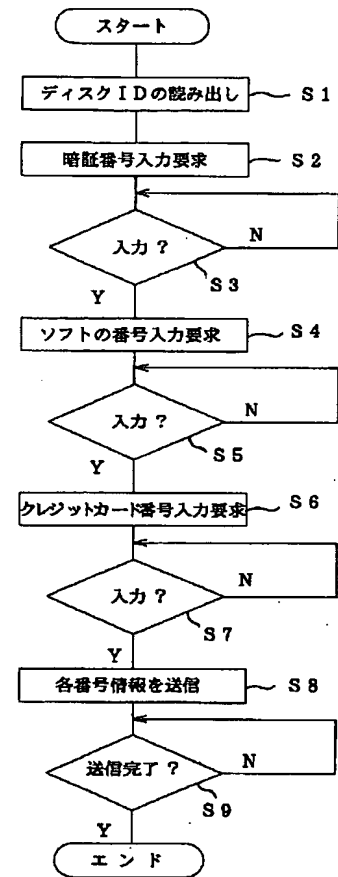 スタート
ディスクIDの読み出し S1
暗証番号入力要求 S2
入力? N
S3
Y
ソフトの番号入力要求 S4
入力? N
S5
Y
クレジットカード番号入力要求 S6
入力? N
S7
Y
各番号情報を送信 S8
送信完了? N
S9
Y
エンド